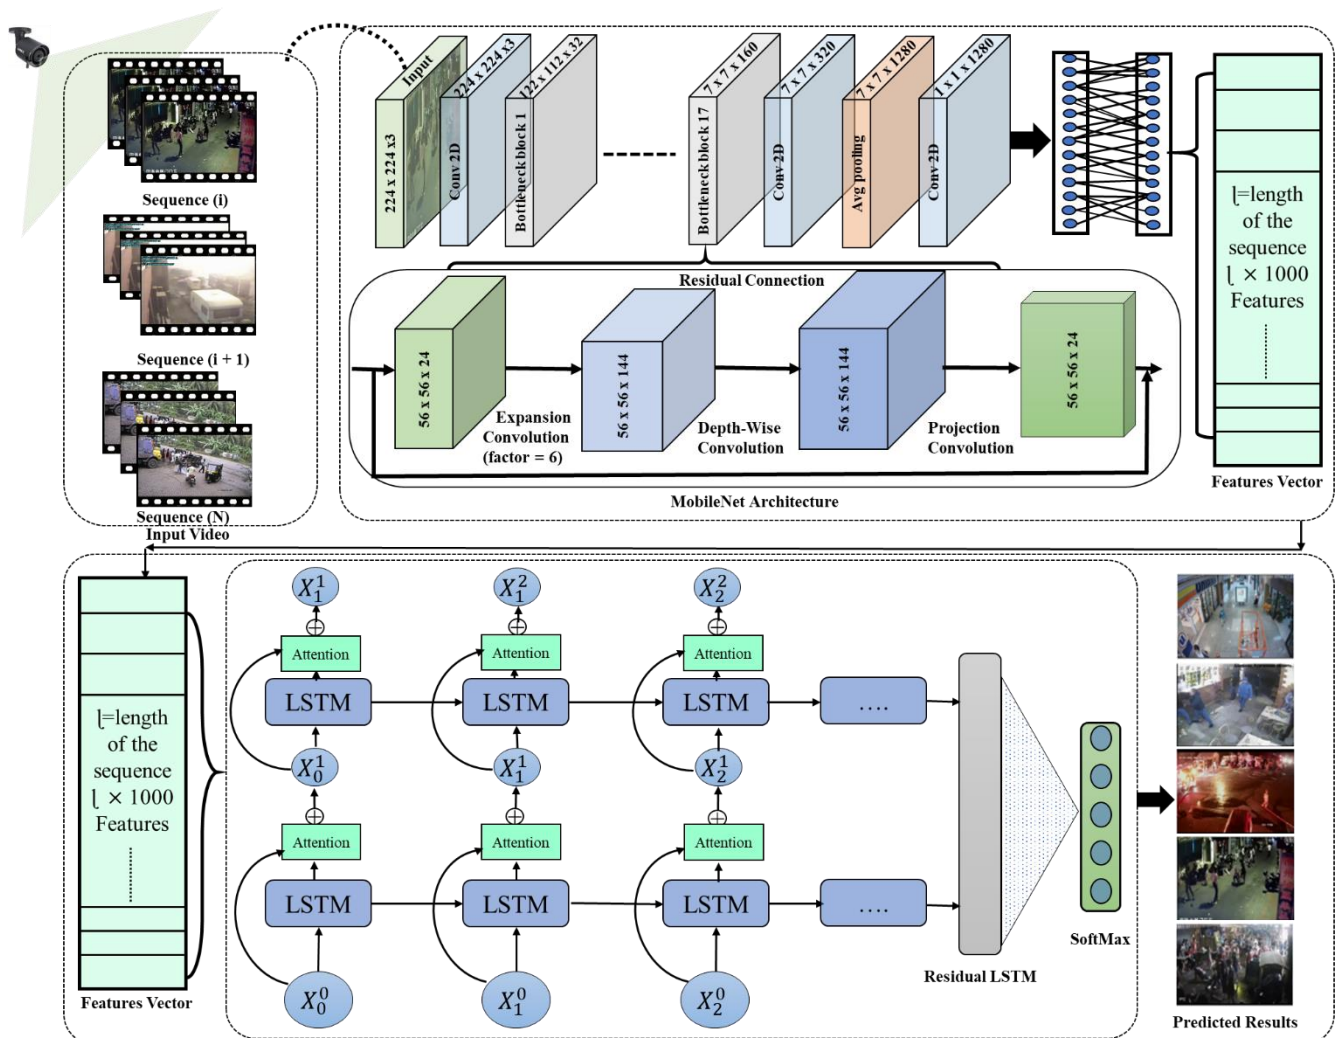 Sequence (i)
Sequence (i + 1)
Sequence (N)
Input Video
224 x 224 x3
Input
Conv 2D
224 x 224 x3
Bottleneck block 1
122 x 112 x 32
Bottleneck block 17
7 x 7 x 160
Conv 2D
7 x 7 x 320
Avg pooling
7 x 7 x 1280
Conv 2D
1 x 1 x 1280
Residual Connection
56 x 56 x 24
Expansion
Convolution
(factor = 6)
56 x 56 x 144
Depth-Wise
Convolution
56 x 56 x 144
Projection
Convolution
56 x 56 x 24
MobileNet Architecture
ɭ=length
of the
sequence
ɭ × 1000
Features
Features Vector
ɭ=length
of the
sequence
ɭ × 1000
Features
Features Vector
X₁¹ X₁² X₂²
Attention Attention Attention
LSTM LSTM LSTM ....
X₀¹ X₁¹ X₂¹
Attention Attention Attention
LSTM LSTM LSTM ....
X₀⁰ X₁⁰ X₂⁰
Residual LSTM
SoftMax
Predicted Results